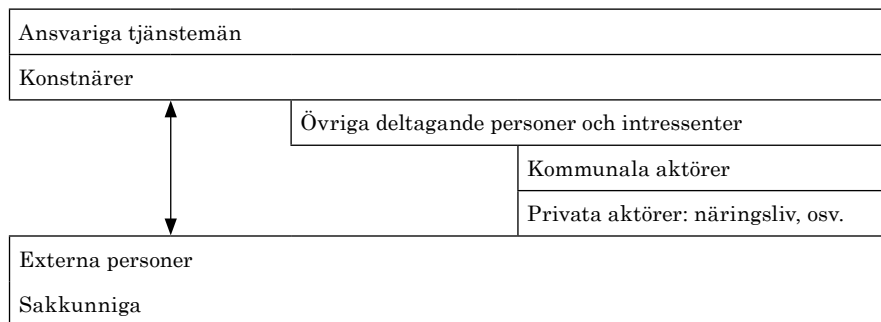 Ansvariga tjänstemän
Konstnärer
Övriga deltagande personer och intressenter
Kommunala aktörer
Privata aktörer: näringsliv, osv.
Externa personer
Sakkunniga